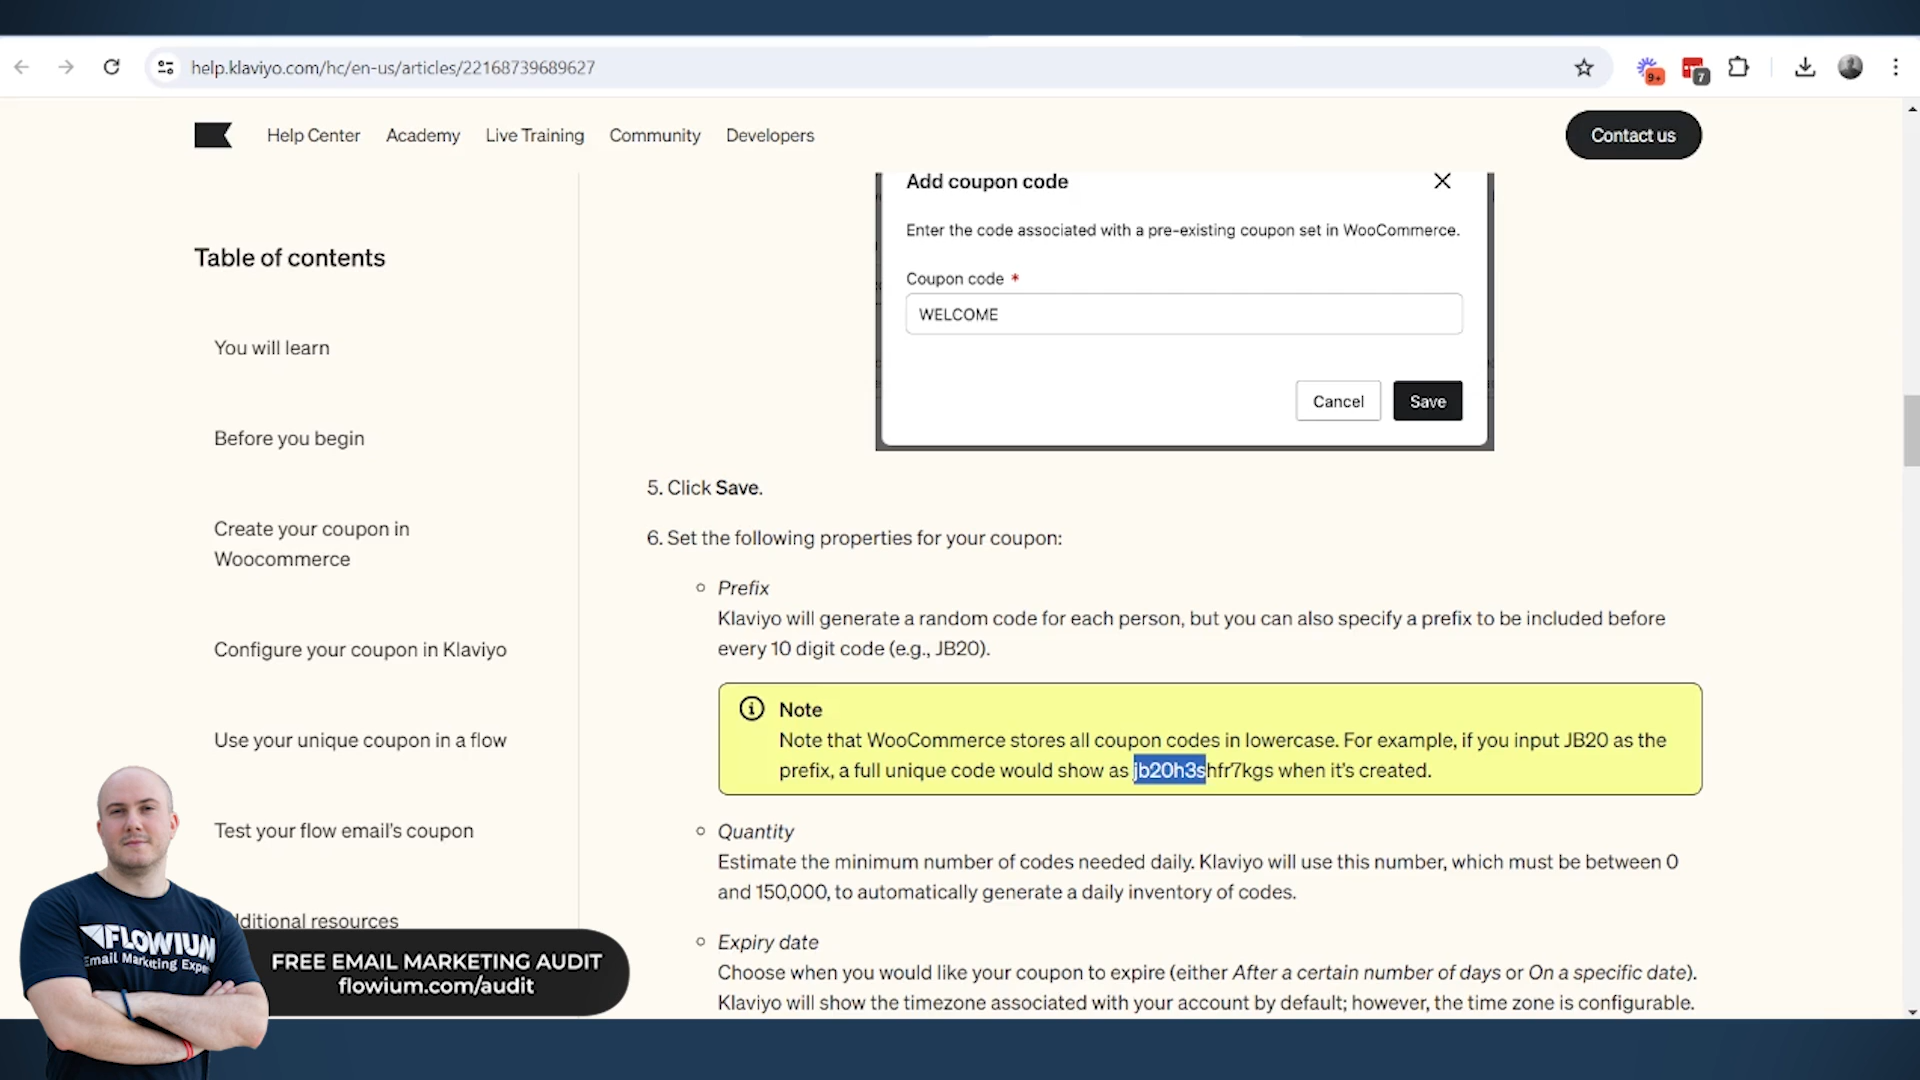 help.klaviyo.com/hc/en-us/articles/22168739689627
9+
7
Help Center
Academy
Live Training
Community
Developers
Contact us
Table of contents
You will learn
Before you begin
Create your coupon in
Woocommerce
Configure your coupon in Klaviyo
Use your unique coupon in a flow
Test your flow email's coupon
dditional resources
Add coupon code
Enter the code associated with a pre-existing coupon set in WooCommerce.
Coupon code *
WELCOME
Cancel
Save
5. Click Save.
6. Set the following properties for your coupon:
Prefix
Klaviyo will generate a random code for each person, but you can also specify a prefix to be included before
every 10 digit code (e.g., JB20).
Note
Note that WooCommerce stores all coupon codes in lowercase. For example, if you input JB20 as the
prefix, a full unique code would show as jb20h3shfr7kgs when it's created.
Quantity
Estimate the minimum number of codes needed daily. Klaviyo will use this number, which must be between 0
and 150,000, to automatically generate a daily inventory of codes.
Expiry date
Choose when you would like your coupon to expire (either After a certain number of days or On a specific date).
Klaviyo will show the timezone associated with your account by default; however, the time zone is configurable.
FLOWIUM
Email Marketing Expe
FREE EMAIL MARKETING AUDIT
flowium.com/audit